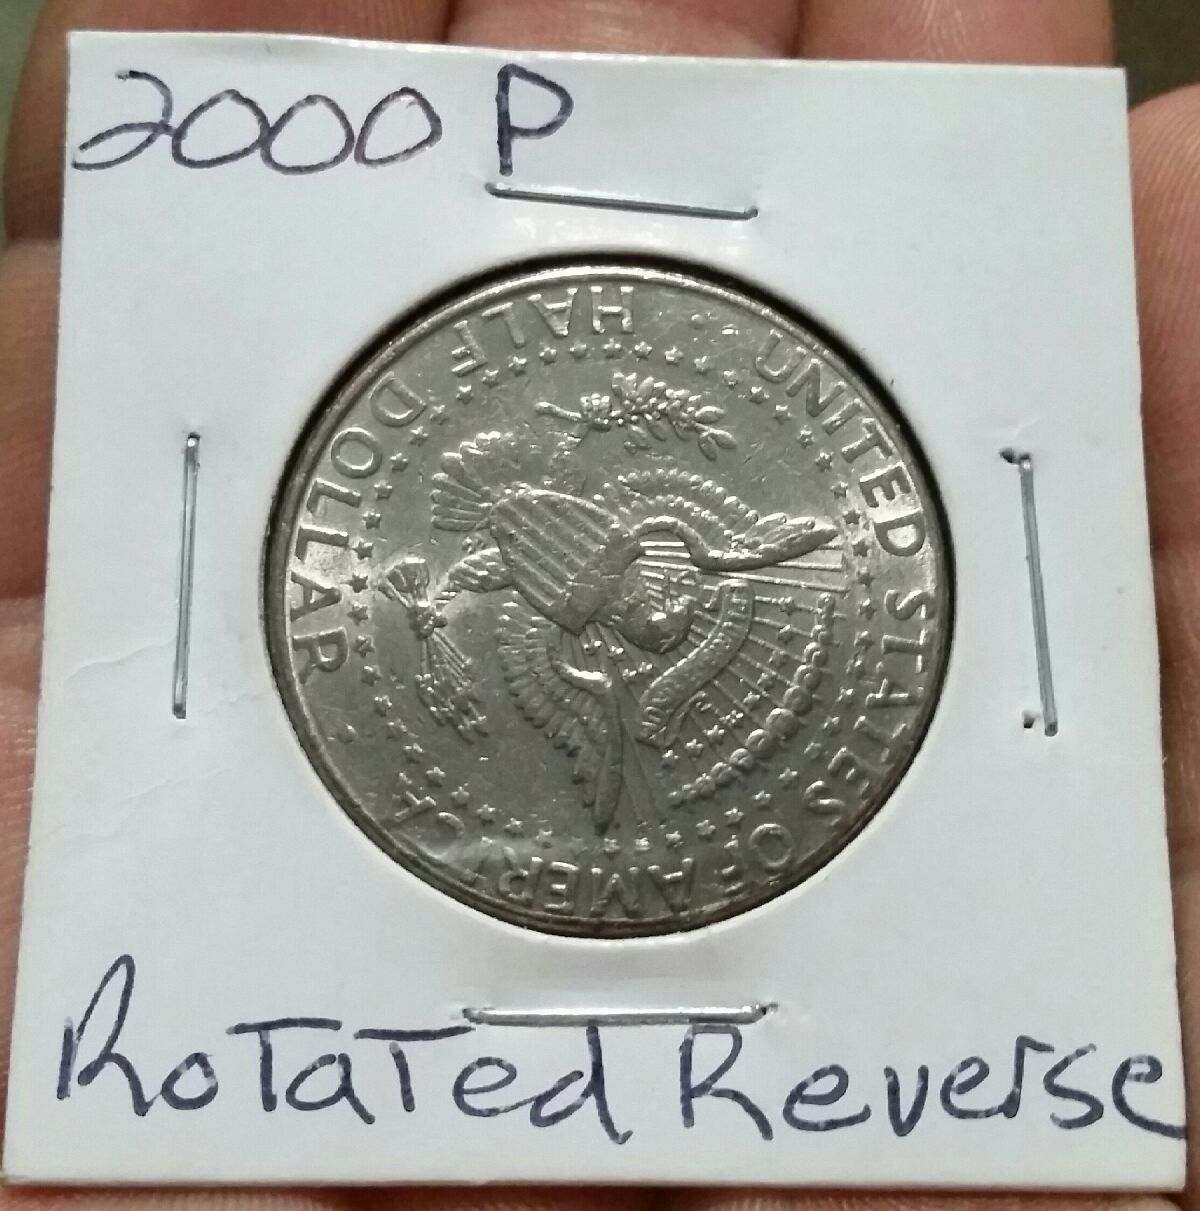 2000 P
UNITED STATES OF AMERICA
HALF DOLLAR
Rotated Reverse